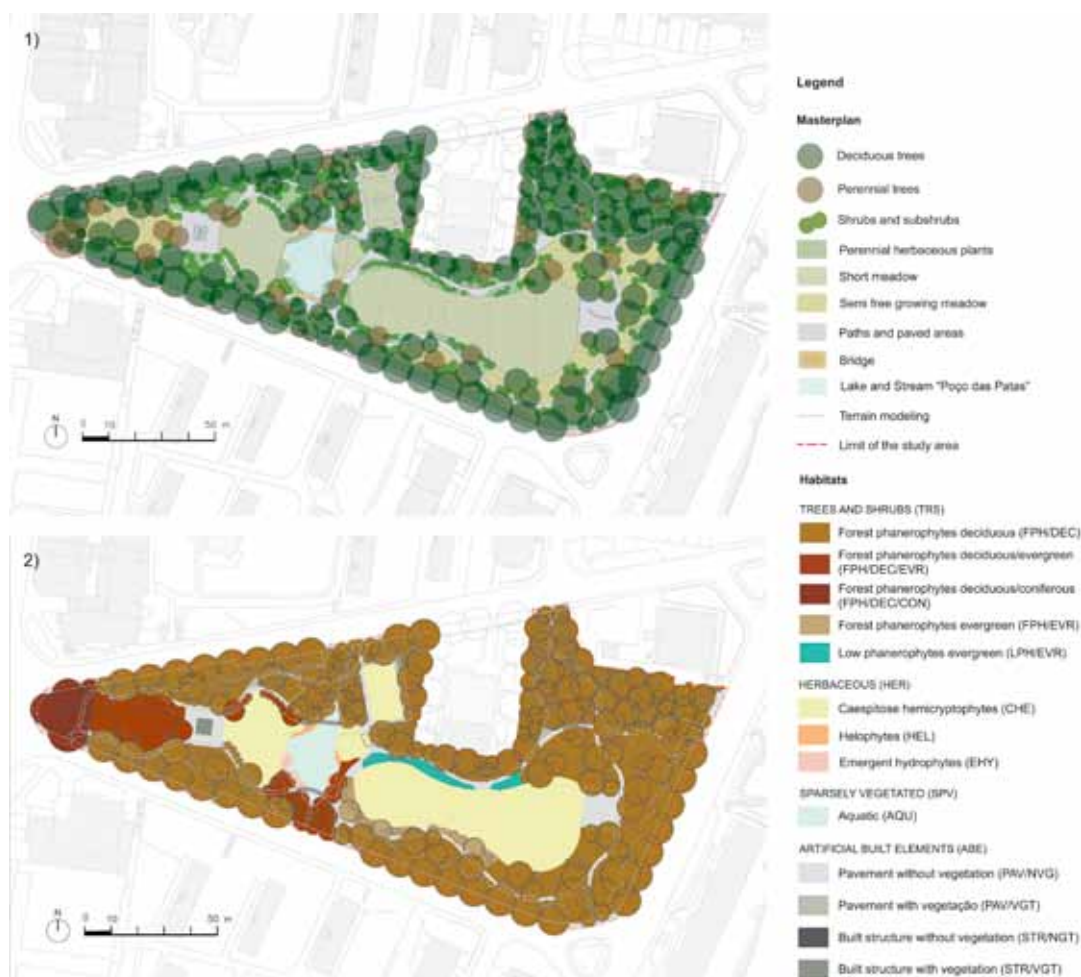 1)
N
0 10 50 m
Legend
Masterplan
Deciduous trees
Perennial trees
Shrubs and subshrubs
Perennial herbaceous plants
Short meadow
Semi free growing meadow
Paths and paved areas
Bridge
Lake and Stream "Poço das Patas"
Terrain modeling
Limit of the study area
2)
N
0 10 50 m
Habitats
TREES AND SHRUBS (TRS)
Forest phanerophytes deciduous (FPH/DEC)
Forest phanerophytes deciduous/evergreen
(FPH/DEC/EVR)
Forest phanerophytes deciduous/coniferous
(FPH/DEC/CON)
Forest phanerophytes evergreen (FPH/EVR)
Low phanerophytes evergreen (LPH/EVR)
HERBACEOUS (HER)
Caespitose hemicryptophytes (CHE)
Helophytes (HEL)
Emergent hydrophytes (EHY)
SPARSELY VEGETATED (SPV)
Aquatic (AQU)
ARTIFICIAL BUILT ELEMENTS (ABE)
Pavement without vegetation (PAV/NVG)
Pavement with vegetação (PAV/VGT)
Built structure without vegetation (STR/NGT)
Built structure with vegetation (STR/VGT)